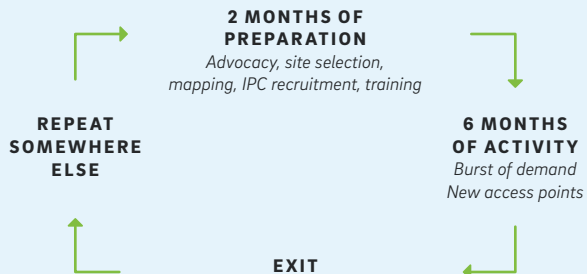 2 MONTHS OF
PREPARATION
Advocacy, site selection,
mapping, IPC recruitment, training
6 MONTHS
OF ACTIVITY
Burst of demand
New access points
EXIT
REPEAT
SOMEWHERE
ELSE